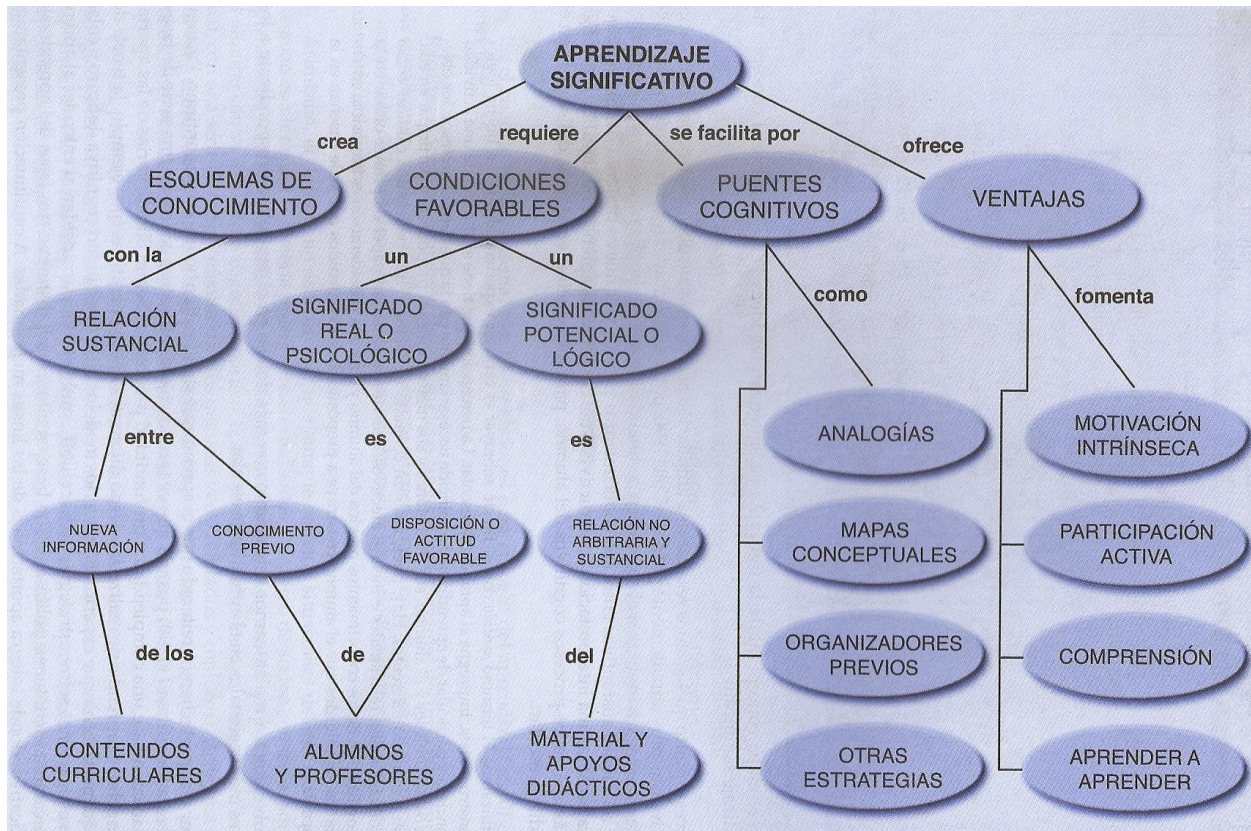 APRENDIZAJE
SIGNIFICATIVO
crea
requiere
se facilita por
ofrece
ESQUEMAS DE
CONOCIMIENTO
CONDICIONES
FAVORABLES
PUENTES
COGNITIVOS
VENTAJAS
con la
un
un
como
fomenta
RELACIÓN
SUSTANCIAL
SIGNIFICADO
REAL O
PSICOLÓGICO
SIGNIFICADO
POTENCIAL O
LÓGICO
ANALOGÍAS
MOTIVACIÓN
INTRÍNSECA
entre
es
es
NUEVA
INFORMACIÓN
CONOCIMIENTO
PREVIO
DISPOSICIÓN O
ACTITUD
FAVORABLE
RELACIÓN NO
ARBITRARIA Y
SUSTANCIAL
MAPAS
CONCEPTUALES
PARTICIPACIÓN
ACTIVA
de los
de
del
ORGANIZADORES
PREVIOS
COMPRENSIÓN
CONTENIDOS
CURRICULARES
ALUMNOS
Y PROFESORES
MATERIAL Y
APOYOS
DIDÁCTICOS
OTRAS
ESTRATEGIAS
APRENDER A
APRENDER